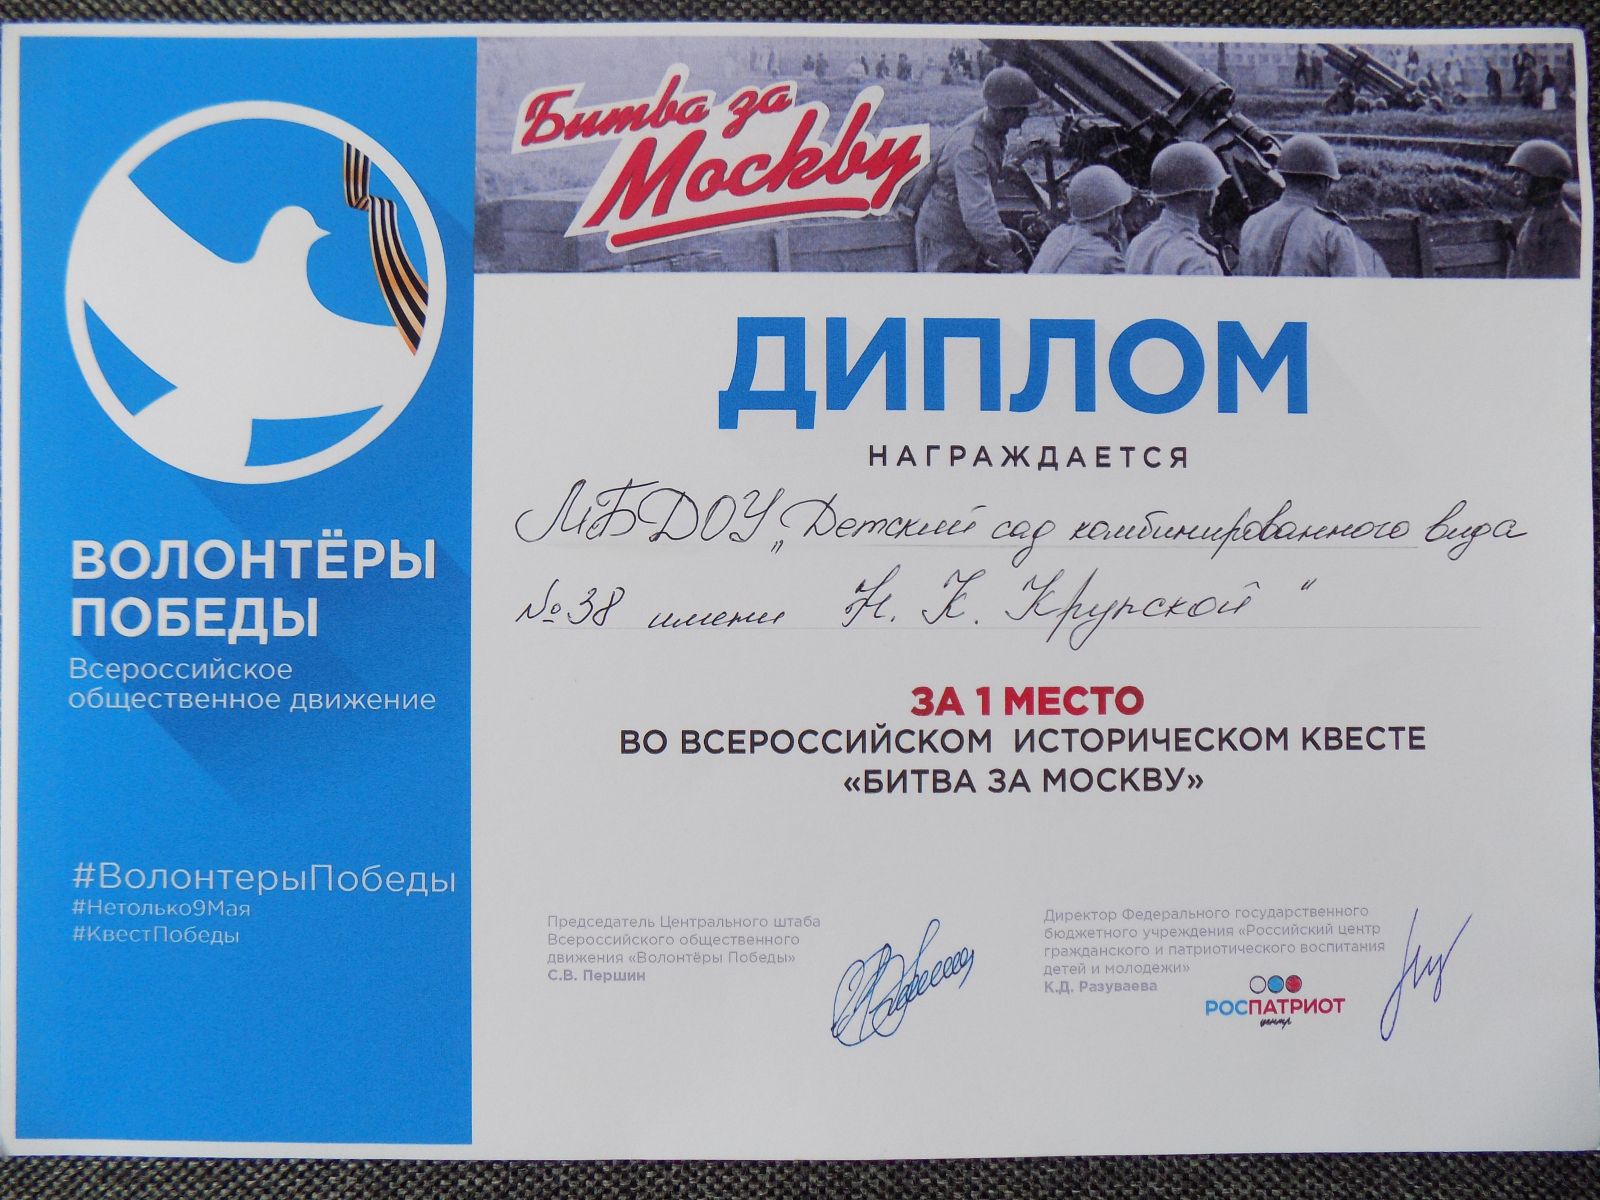 Битва за
Москву
ДИПЛОМ
НАГРАЖДАЕТСЯ
МБДОУ „Детский сад комбинированного вида
№38 имени Н. К. Крупской“
ЗА 1 МЕСТО
ВО ВСЕРОССИЙСКОМ ИСТОРИЧЕСКОМ КВЕСТЕ
«БИТВА ЗА МОСКВУ»
ВОЛОНТЁРЫ
ПОБЕДЫ
Всероссийское
общественное движение
#ВолонтерыПобеды
#Нетолько9Мая
#КвестПобеды
Председатель Центрального штаба
Всероссийского общественного
движения «Волонтёры Победы»
С.В. Першин
Директор Федерального государственного
бюджетного учреждения «Российский центр
гражданского и патриотического воспитания
детей и молодежи»
К.Д. Разуваева
РОСПАТРИОТ
центр